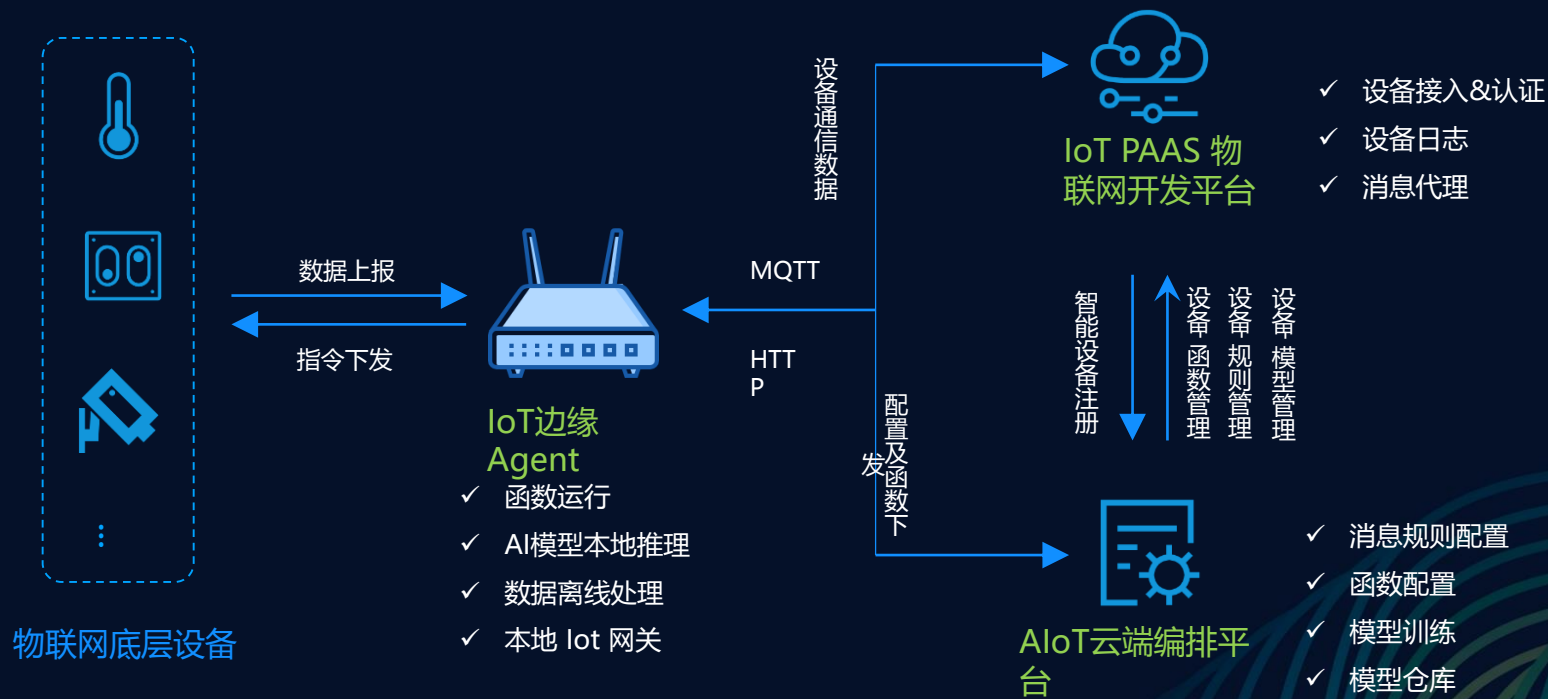 数据上报
指令下发
物联网底层设备
IoT边缘
Agent
函数运行
AI模型本地推理
数据离线处理
本地 Iot 网关
设备通信数据
MQTT
HTT
P
配置及函数下
发
IoT PAAS 物
联网开发平台
设备接入&认证
设备日志
消息代理
智能设备注册
设备 函数管理
设备 规则管理
设备 模型管理
AIoT云端编排平
台
消息规则配置
函数配置
模型训练
模型仓库